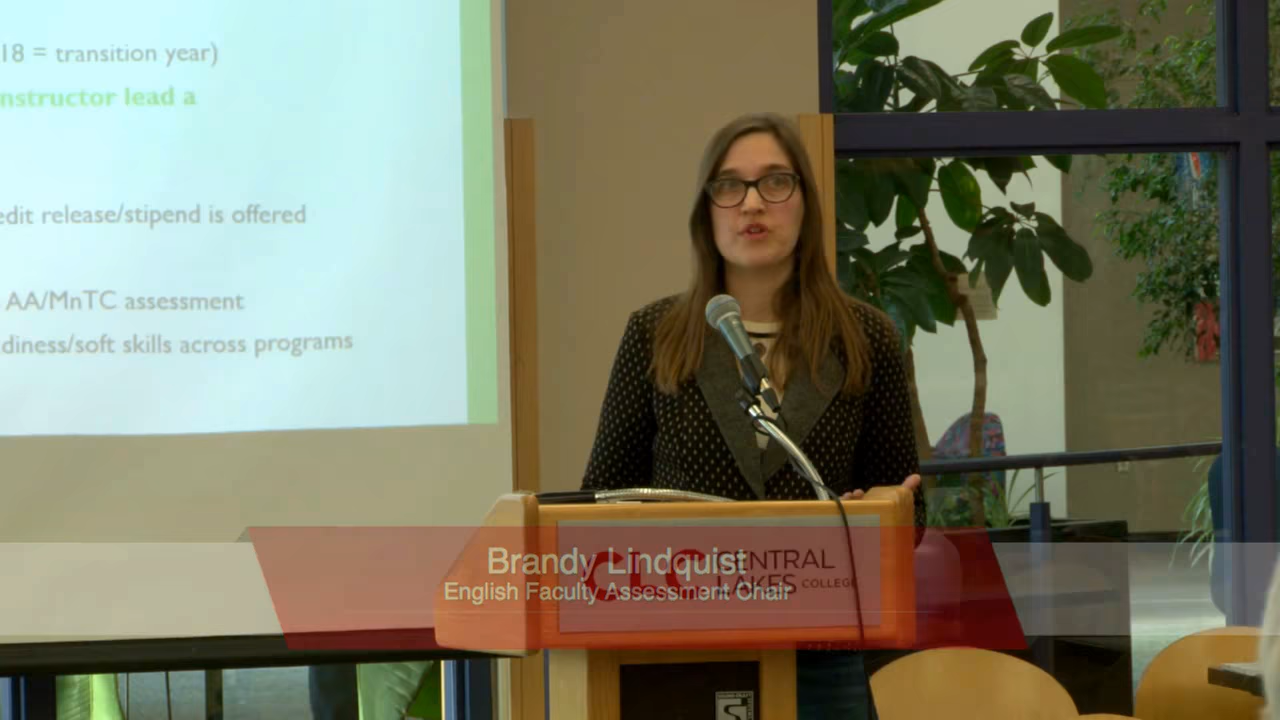 18 = transition year)
nstructor lead a
edit release/stipend is offered
AA/MnTC assessment
diness/soft skills across programs
Brandy Lindquist
English Faculty Assessment Chair
CLC CENTRAL
LAKES COLLEGE